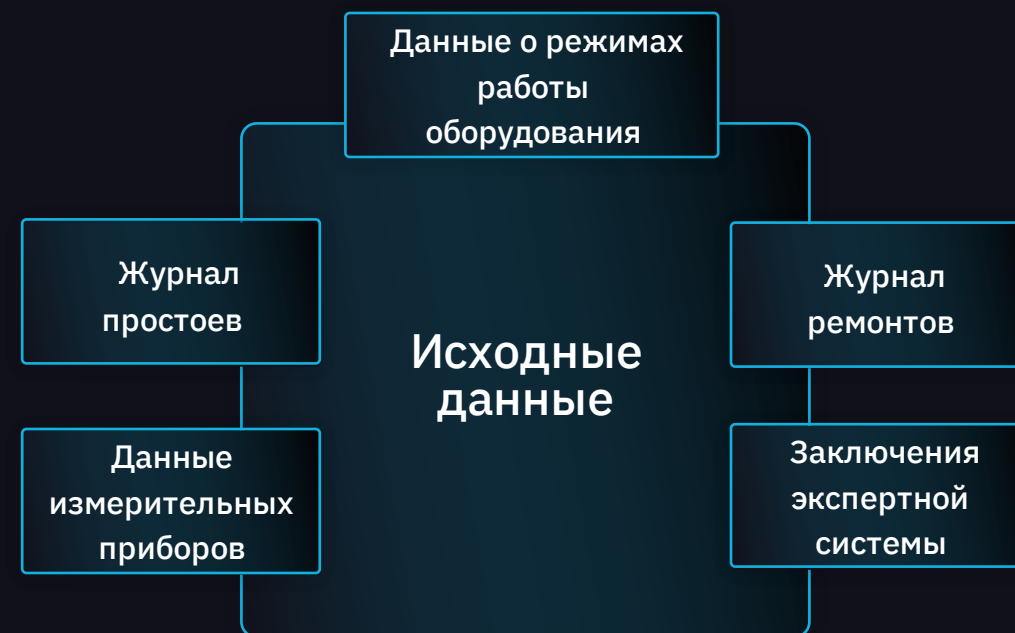 Данные о режимах
работы
оборудования
Журнал
простоев
Журнал
ремонтов
Исходные
данные
Данные
измерительных
приборов
Заключения
экспертной
системы